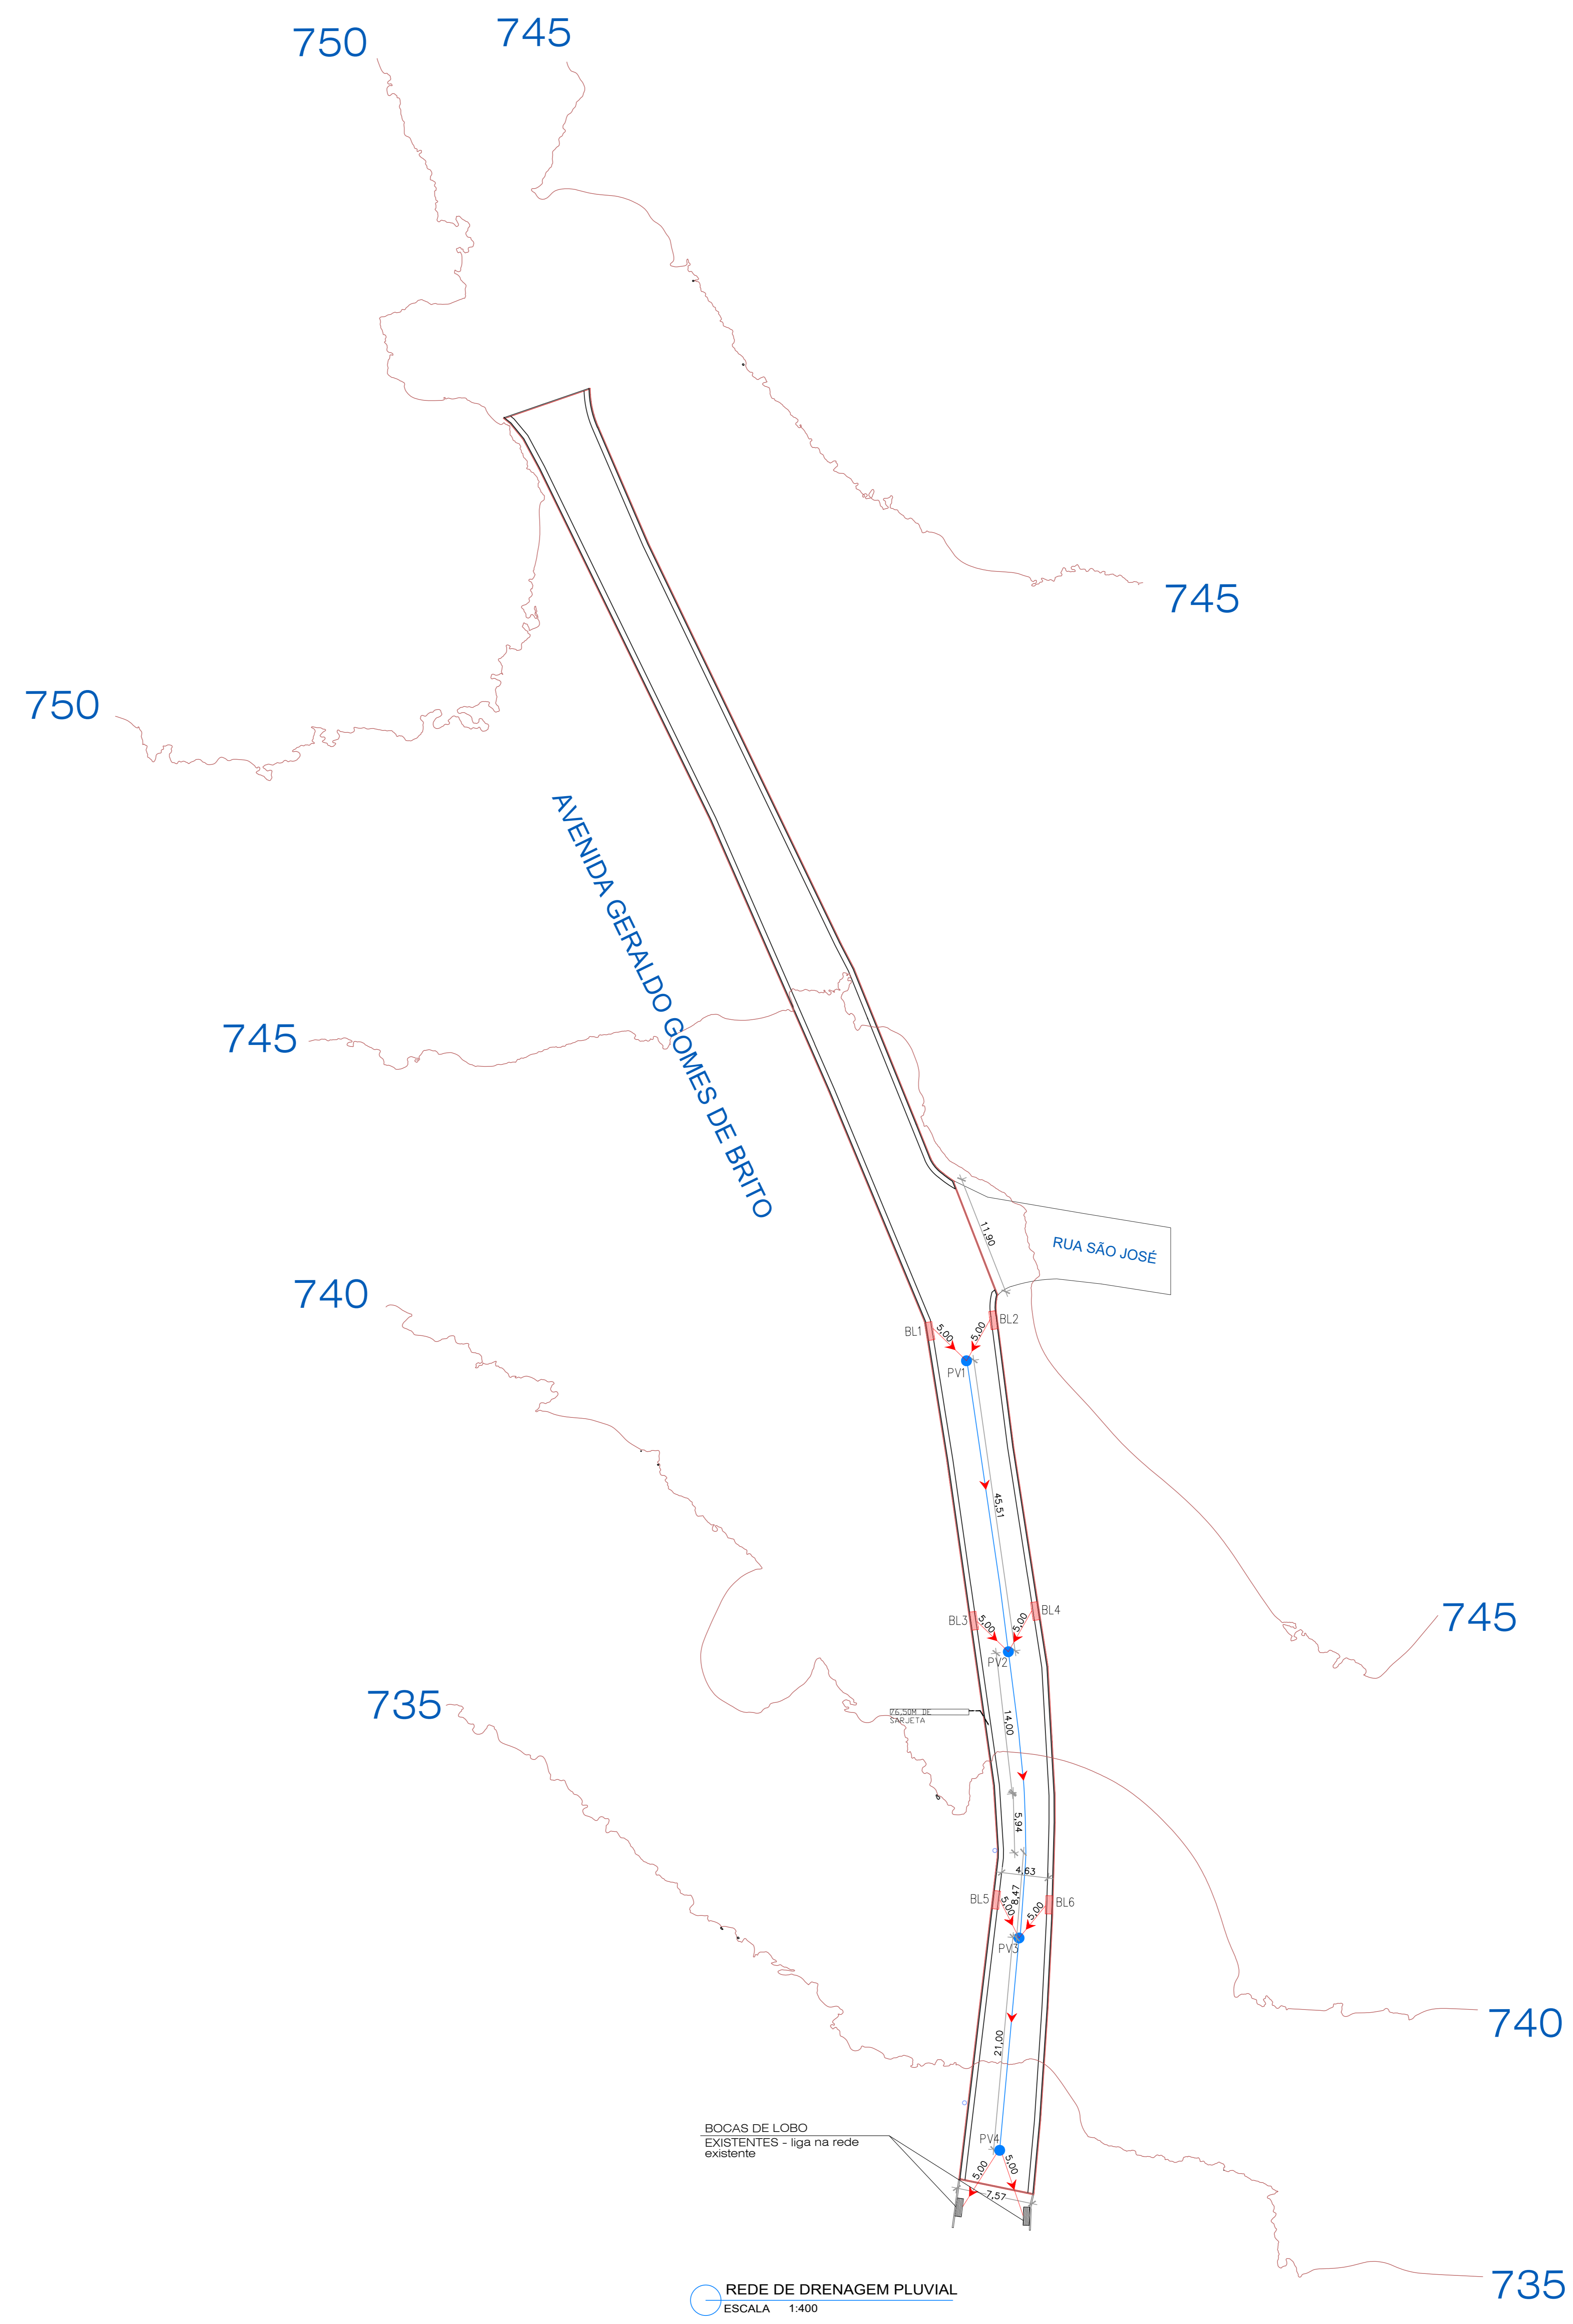 750
745
745
750
AVENIDA GERALDO GOMES DE BRITO
745
11,90
RUA SÃO JOSÉ
740
BL1
5,00
5,00
BL2
PV1
45,51
BL3
5,00
5,00
BL4
745
PV2
735
76,50M DE
SARJETA
14,00
5,94
4,63
8,47
BL5
5,00
5,00
BL6
PV3
740
21,00
BOCAS DE LOBO
EXISTENTES - liga na rede
existente
PV4
5,00
5,00
7,57
735
REDE DE DRENAGEM PLUVIAL
ESCALA 1:400